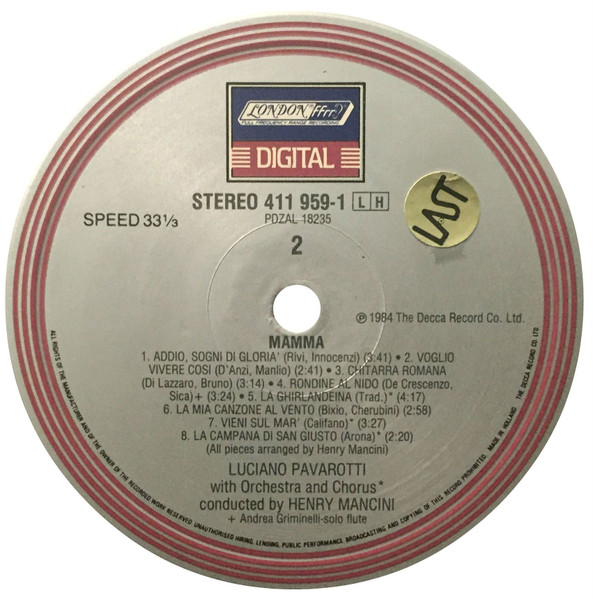 LONDON ffrr
FULL FREQUENCY RANGE RECORDING
DIGITAL
STEREO 411 959-1 L H
PDZAL 18235
SPEED 33⅓
LAST
2
℗ 1984 The Decca Record Co. Ltd.
MAMMA
1. ADDIO, SOGNI DI GLORIA' (Rivi, Innocenzi) (3:41) • 2. VOGLIO
VIVERE COSI (D'Anzi, Manlio) (2:41) • 3. CHITARRA ROMANA
(Di Lazzaro, Bruno) (3:14) • 4. RONDINE AL NIDO (De Crescenzo,
Sica)+ (3:24) • 5. LA GHIRLANDEINA (Trad.)* (4:17)
6. LA MIA CANZONE AL VENTO (Bixio, Cherubini) (2:58)
7. VIENI SUL MAR' (Califano)* (3:27)
8. LA CAMPANA DI SAN GIUSTO (Arona)* (2:20)
(All pieces arranged by Henry Mancini)
LUCIANO PAVAROTTI
with Orchestra and Chorus*
conducted by HENRY MANCINI
+ Andrea Griminelli-solo flute
ALL RIGHTS OF THE MANUFACTURER AND OF THE OWNER OF THE RECORDED WORK RESERVED. UNAUTHORISED HIRING, LENDING, PUBLIC PERFORMANCE, BROADCASTING AND COPYING OF THIS RECORD PROHIBITED. MADE IN HOLLAND THE DECCA RECORD CO. LTD.